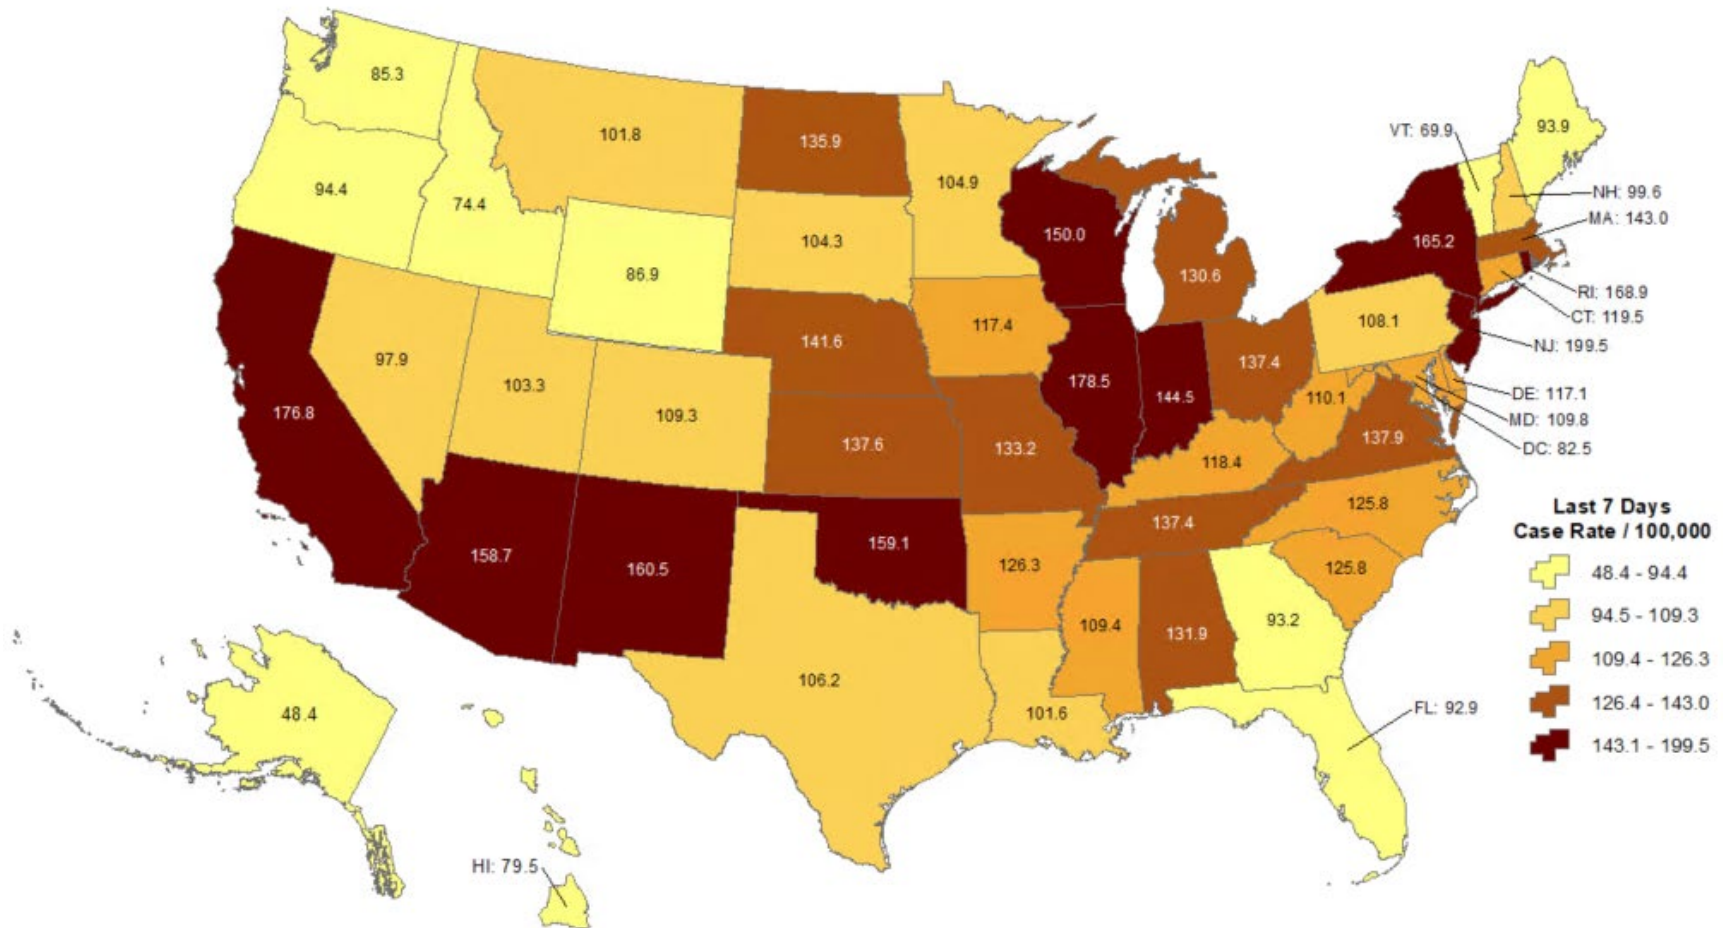 85.3
101.8
135.9
93.9
VT: 69.9
94.4
74.4
104.9
NH: 99.6
MA: 143.0
104.3
150.0
165.2
86.9
130.6
RI: 168.9
CT: 119.5
117.4
108.1
141.6
NJ: 199.5
97.9
103.3
137.4
178.5
144.5
DE: 117.1
110.1
176.8
109.3
MD: 109.8
137.6
133.2
137.9
DC: 82.5
118.4
125.8
137.4
158.7
160.5
159.1
126.3
125.8
109.4
131.9
93.2
106.2
101.6
48.4
FL: 92.9
HI: 79.5
Last 7 Days
Case Rate / 100,000
48.4 - 94.4
94.5 - 109.3
109.4 - 126.3
126.4 - 143.0
143.1 - 199.5